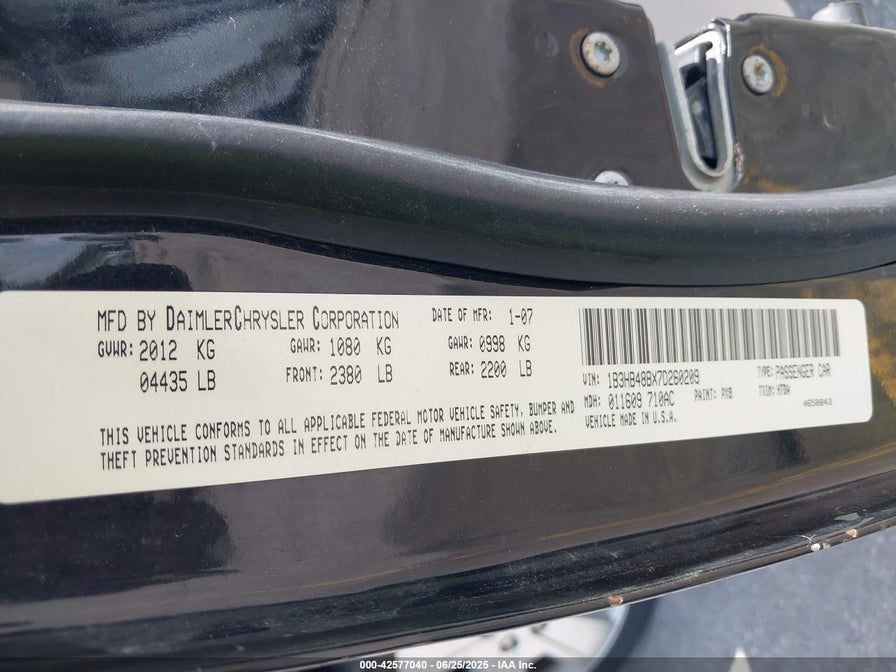 MFD BY DAIMLERCHRYSLER CORPORATION DATE OF MFR: 1-07
GVWR: 2012 KG GAWR: 1080 KG GAWR: 0998 KG
04435 LB FRONT: 2380 LB REAR: 2200 LB
THIS VEHICLE CONFORMS TO ALL APPLICABLE FEDERAL MOTOR VEHICLE SAFETY, BUMPER AND
THEFT PREVENTION STANDARDS IN EFFECT ON THE DATE OF MANUFACTURE SHOWN ABOVE.
VIN: 1B3HB48BX7D260209 TYPE: PASSENGER CAR
MDH: 011609 710AC PAINT: PXB TRIM: M7DA
VEHICLE MADE IN U.S.A. 4658843
000-42577040 - 06/25/2025 - IAA Inc.